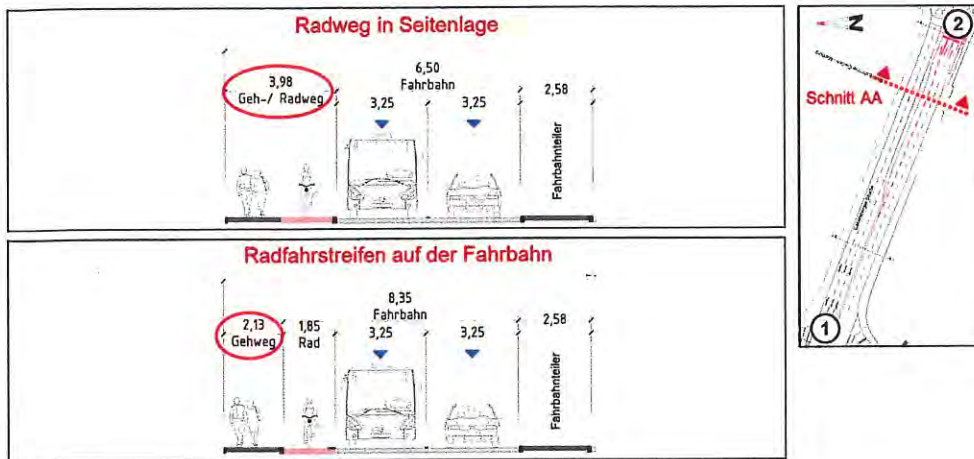 Radweg in Seitenlage
3,98
Geh-/ Radweg
6,50
Fahrbahn
3,25
3,25
2,58
Fahrbahnteiler
Radfahrstreifen auf der Fahrbahn
2,13
Gehweg
1,85
Rad
8,35
Fahrbahn
3,25
3,25
2,58
Fahrbahnteiler
N
2
Schnitt AA
1